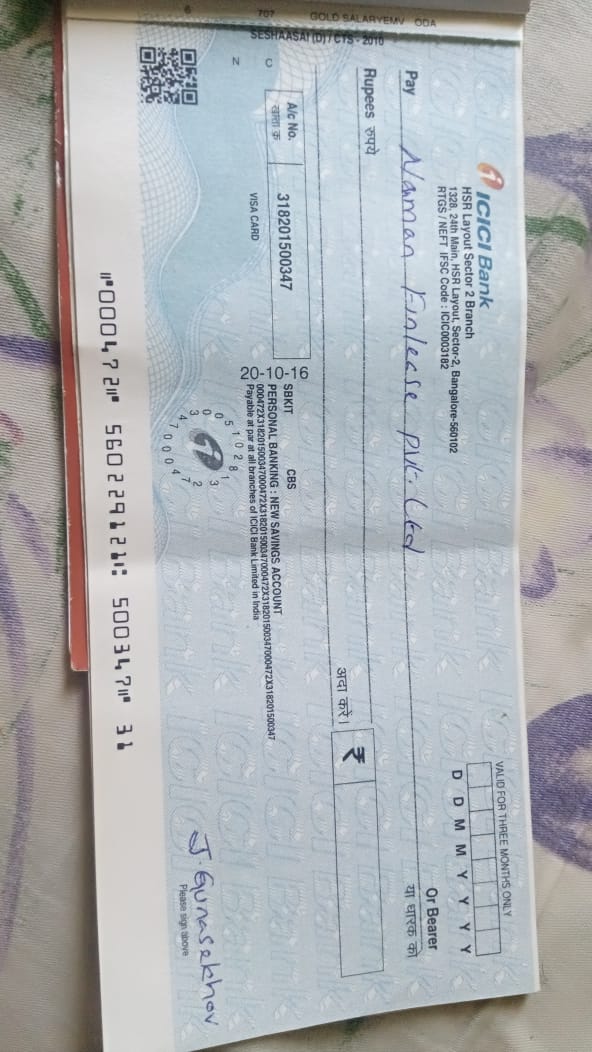 6 707 GOLD SALARYEMV ODA
SESHAASAI (D) / CTS - 2010
ICICI Bank
HSR Layout Sector 2 Branch
1328, 24th Main, HSR Layout, Sector-2, Bangalore-560102
RTGS / NEFT IFSC Code : ICIC0003182
VALID FOR THREE MONTHS ONLY
D D M M Y Y Y Y
Pay Naman Finlease Pvt. Ltd Or Bearer
या धारक को
Rupees रुपये
अदा करें।
₹
A/c No.
खाता क्र
318201500347
VISA CARD
N C
20-10-16
SBKIT CBS
PERSONAL BANKING : NEW SAVINGS ACCOUNT
000472X318201500347000472X318201500347000472X318201500347000472X318201500347
Payable at par at all branches of ICICI Bank Limited in India
J. Gunasekhov
Please sign above
⑈000472⑈ 560229121⑆ 500347⑈ 31